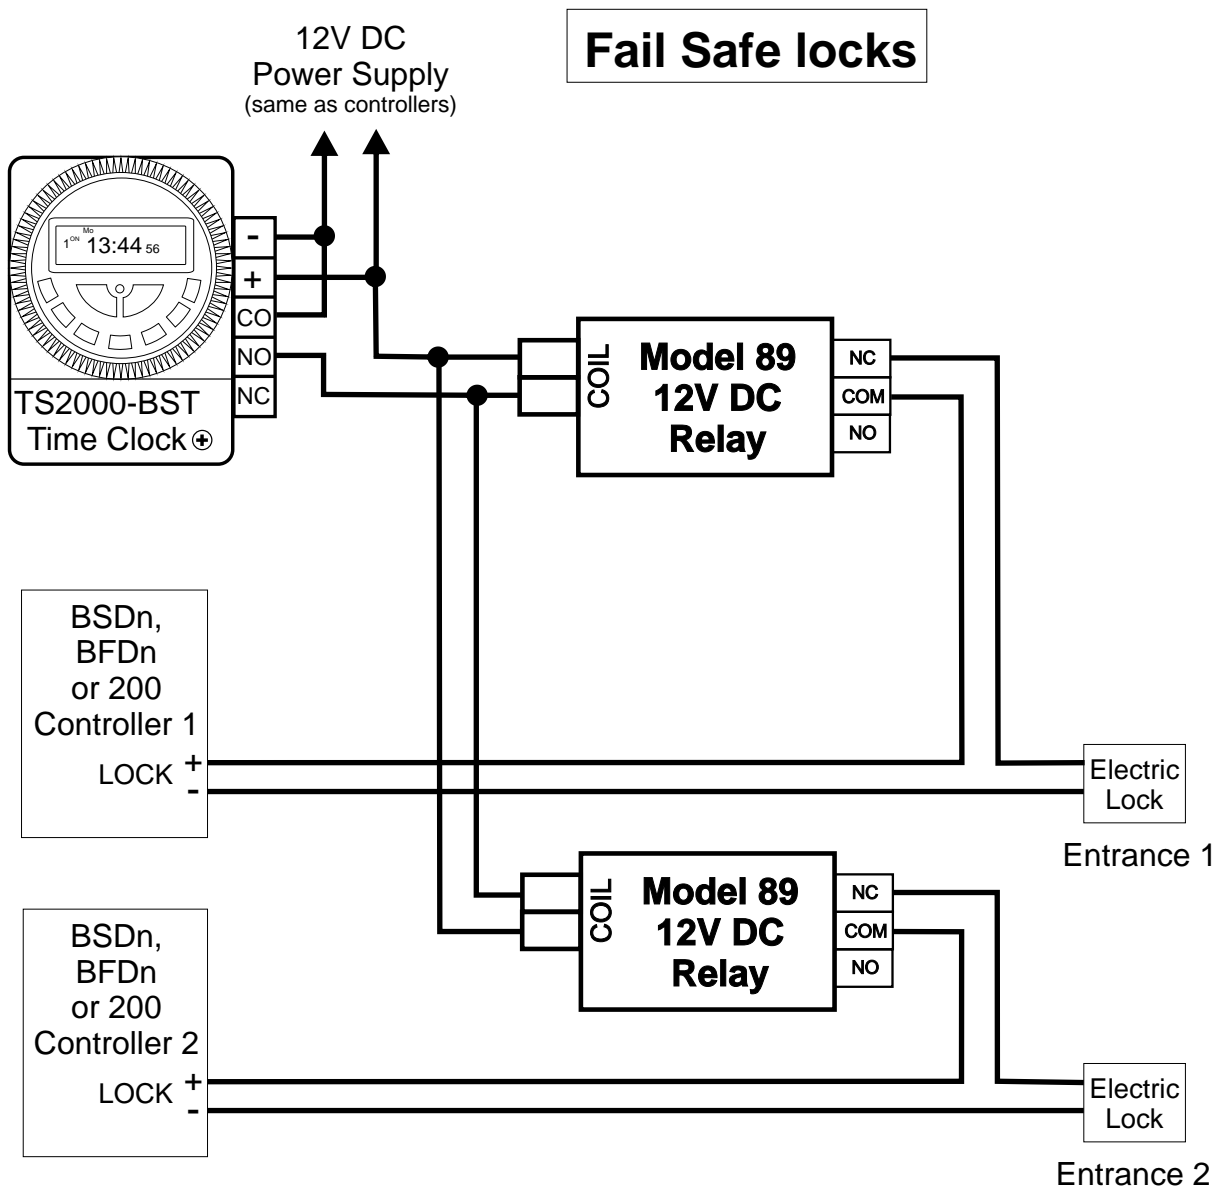 12V DC
Power Supply
(same as controllers)
Fail Safe locks
Mo
1 ON 13:44 56
-
+
CO
NO
NC
TS2000-BST
Time Clock
COIL
Model 89
12V DC
Relay
NC
COM
NO
BSDn,
BFDn
or 200
Controller 1
LOCK +
-
Electric
Lock
Entrance 1
COIL
Model 89
12V DC
Relay
NC
COM
NO
BSDn,
BFDn
or 200
Controller 2
LOCK +
-
Electric
Lock
Entrance 2